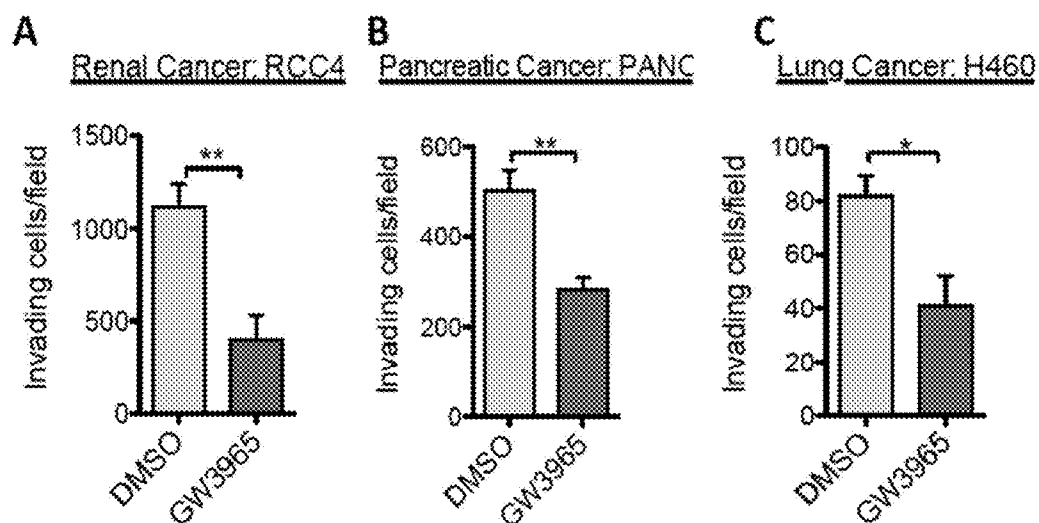 A
Renal Cancer: RCC4
Invading cells/field
1500
1000
500
0
**
DMSO
GW3965
B
Pancreatic Cancer: PANC
Invading cells/field
600
400
200
0
**
DMSO
GW3965
C
Lung Cancer: H460
Invading cells/field
100
80
60
40
20
0
*
DMSO
GW3965